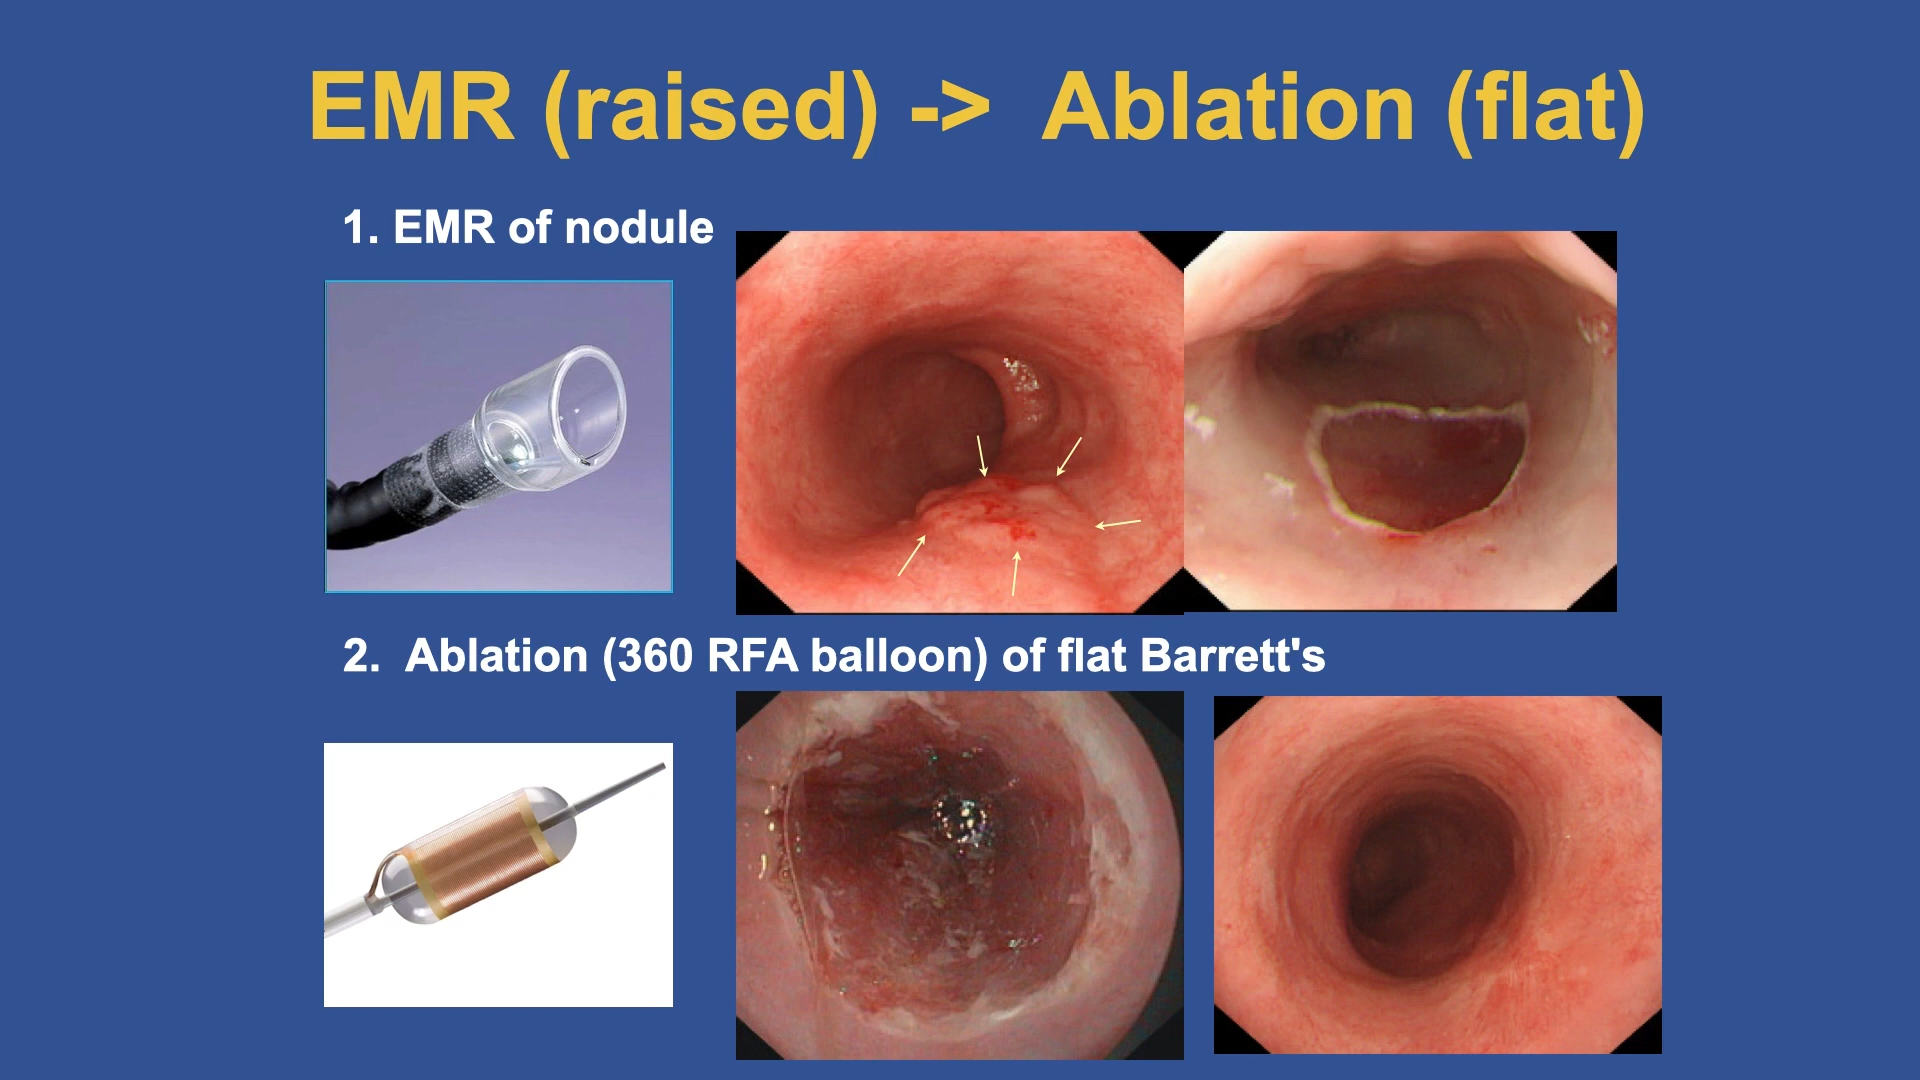 EMR (raised) -> Ablation (flat)
1. EMR of nodule
2. Ablation (360 RFA balloon) of flat Barrett's